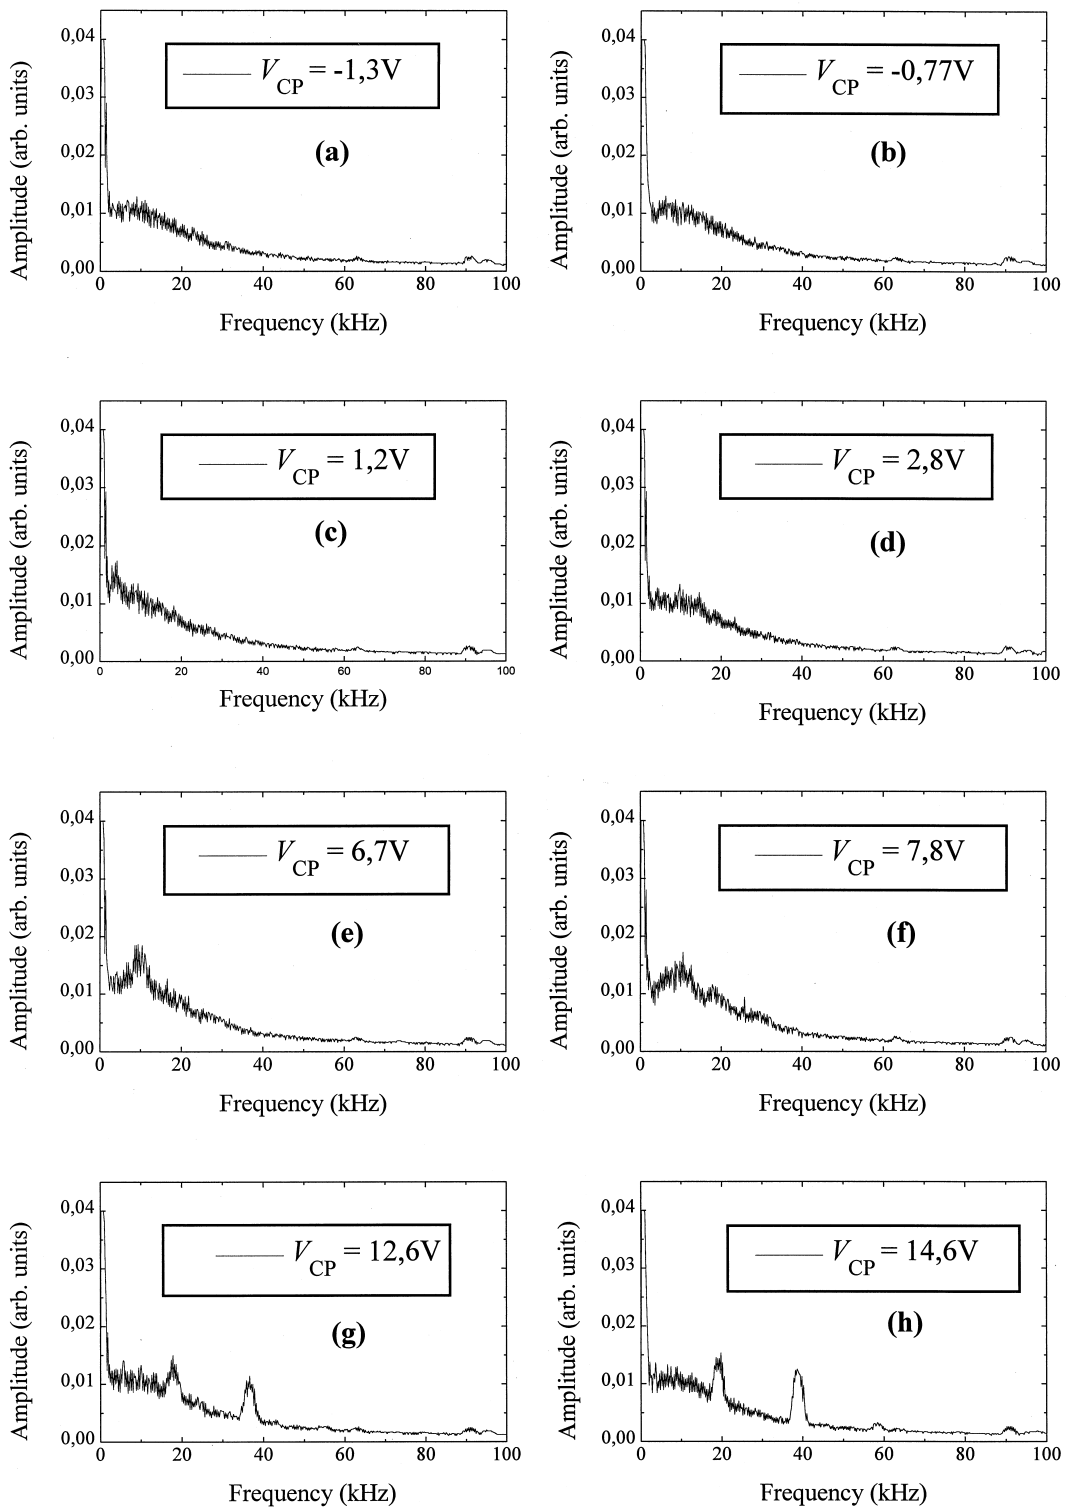 0,04
0,03
0,02
0,01
0,00
Amplitude (arb. units)
VCP = -1,3V
(a)
0 20 40 60 80 100
Frequency (kHz)
0,04
0,03
0,02
0,01
0,00
Amplitude (arb. units)
VCP = -0,77V
(b)
0 20 40 60 80 100
Frequency (kHz)
0,04
0,03
0,02
0,01
0,00
Amplitude (arb. units)
VCP = 1,2V
(c)
0 20 40 60 80 100
Frequency (kHz)
0,04
0,03
0,02
0,01
0,00
Amplitude (arb. units)
VCP = 2,8V
(d)
0 20 40 60 80 100
Frequency (kHz)
0,04
0,03
0,02
0,01
0,00
Amplitude (arb. units)
VCP = 6,7V
(e)
0 20 40 60 80 100
Frequency (kHz)
0,04
0,03
0,02
0,01
0,00
Amplitude (arb. units)
VCP = 7,8V
(f)
0 20 40 60 80 100
Frequency (kHz)
0,04
0,03
0,02
0,01
0,00
Amplitude (arb. units)
VCP = 12,6V
(g)
0 20 40 60 80 100
Frequency (kHz)
0,04
0,03
0,02
0,01
0,00
Amplitude (arb. units)
VCP = 14,6V
(h)
0 20 40 60 80 100
Frequency (kHz)